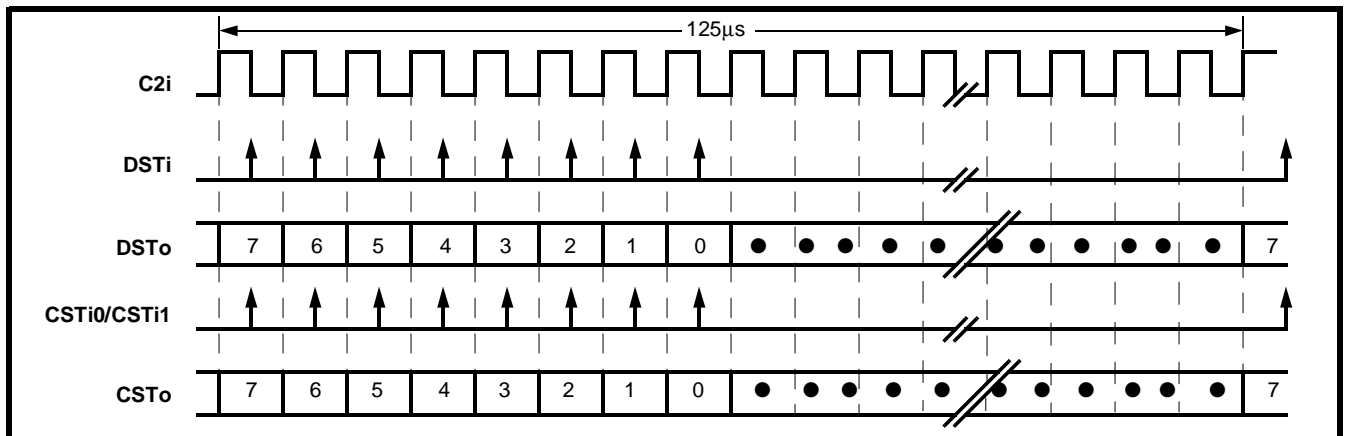 125μs
C2i
DSTi
DSTo 7 6 5 4 3 2 1 0 ● ● ● ● ● ● ● ● ● ● ● 7
CSTi0/CSTi1
CSTo 7 6 5 4 3 2 1 0 ● ● ● ● ● ● ● ● ● ● ● 7